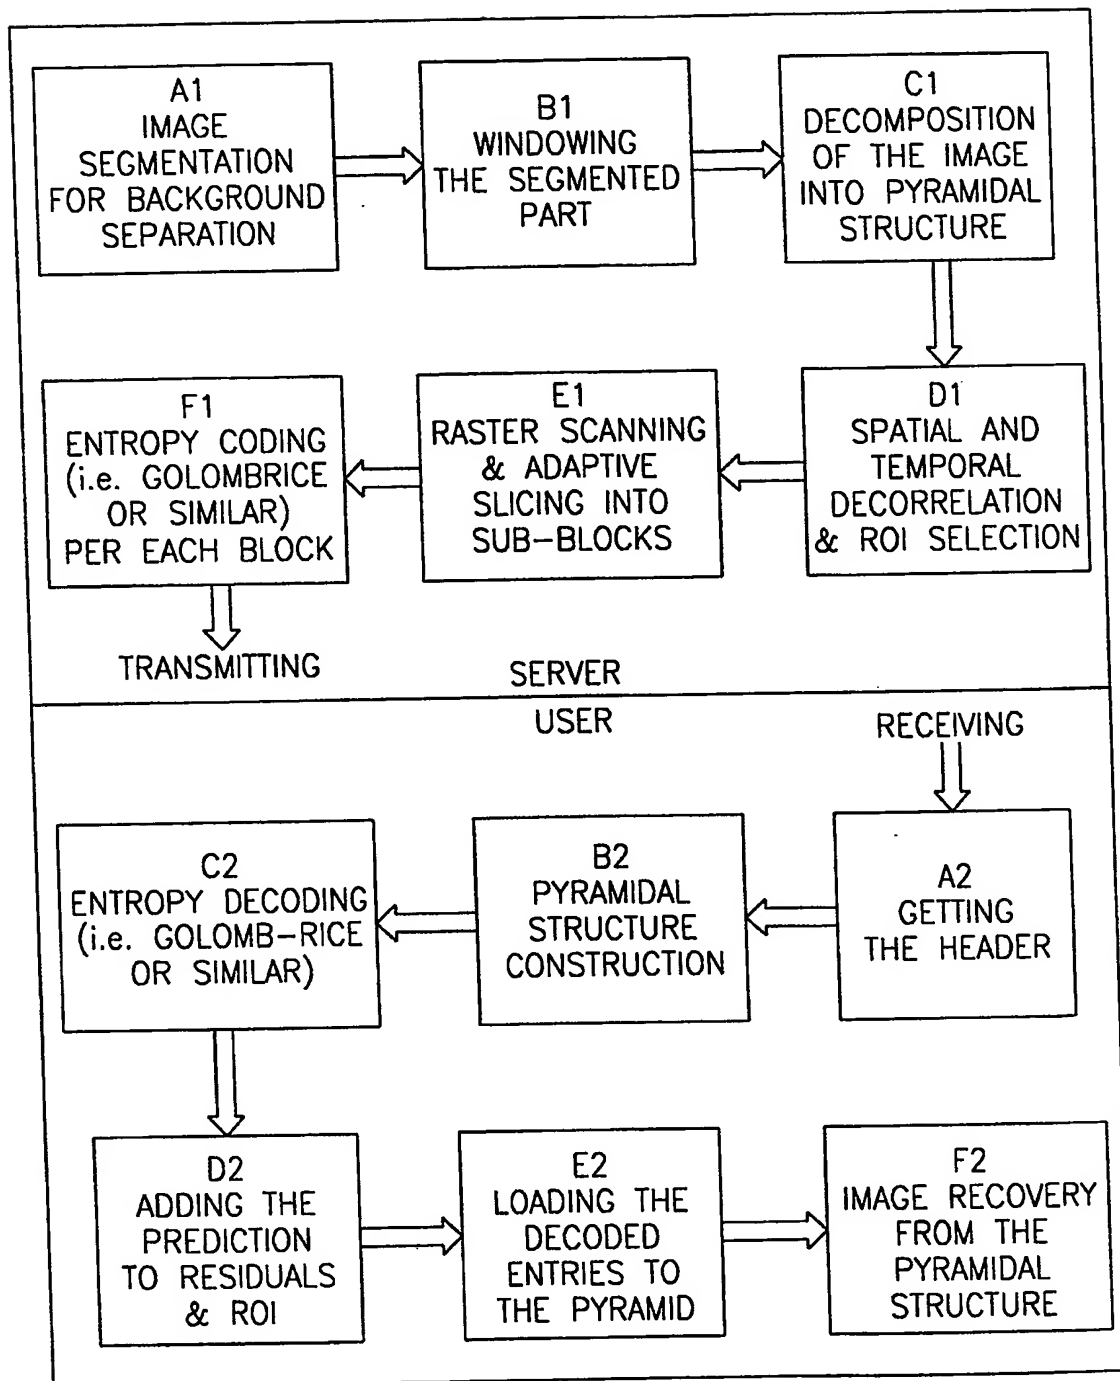 A1
IMAGE
SEGMENTATION
FOR BACKGROUND
SEPARATION
B1
WINDOWING
THE SEGMENTED
PART
C1
DECOMPOSITION
OF THE IMAGE
INTO PYRAMIDAL
STRUCTURE
D1
SPATIAL AND
TEMPORAL
DECORRELATION
& ROI SELECTION
E1
RASTER SCANNING
& ADAPTIVE
SLICING INTO
SUB-BLOCKS
F1
ENTROPY CODING
(i.e. GOLOMBRICE
OR SIMILAR)
PER EACH BLOCK
TRANSMITTING
SERVER
USER
RECEIVING
A2
GETTING
THE HEADER
B2
PYRAMIDAL
STRUCTURE
CONSTRUCTION
C2
ENTROPY DECODING
(i.e. GOLOMB-RICE
OR SIMILAR)
D2
ADDING THE
PREDICTION
TO RESIDUALS
& ROI
E2
LOADING THE
DECODED
ENTRIES TO
THE PYRAMID
F2
IMAGE RECOVERY
FROM THE
PYRAMIDAL
STRUCTURE